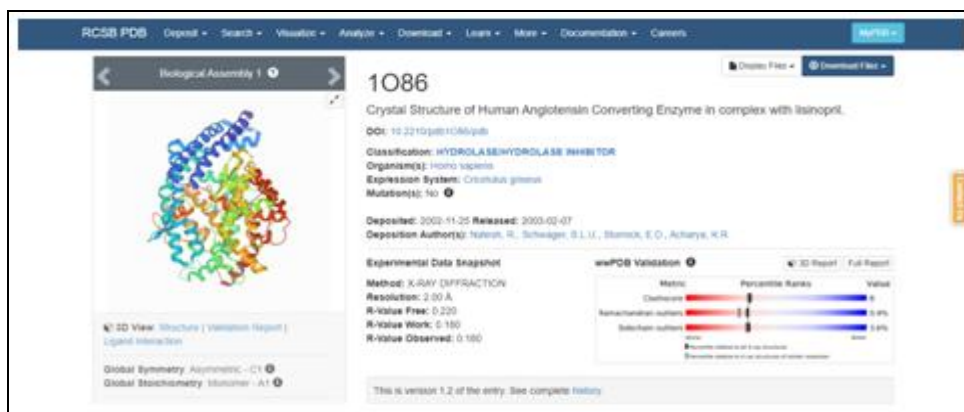 RCSB PDB Deposit Search Visualize Analyze Download Learn More Documentation Careers MyPDB
Biological Assembly 1
Display Files Download Files
1O86
Crystal Structure of Human Angiotensin Converting Enzyme in complex with lisinopril.
DOI: 10.2210/pdb1O86/pdb
Classification: HYDROLASE/HYDROLASE INHIBITOR
Organism(s): Homo sapiens
Expression System: Cricetulus griseus
Mutation(s): No
Deposited: 2002-11-25 Released: 2003-02-07
Deposition Author(s): Natesh, R., Schwager, S.L.U., Sturrock, E.D., Acharya, K.R.
Experimental Data Snapshot
Method: X-RAY DIFFRACTION
Resolution: 2.00 Å
R-Value Free: 0.220
R-Value Work: 0.180
R-Value Observed: 0.180
wwPDB Validation 3D Report Full Report
Metric Percentile Ranks Value
Clashscore
Ramachandran outliers
Sidechain outliers
3D View: Structure | Validation Report |
Ligand Interaction
Global Symmetry: Asymmetric - C1
Global Stoichiometry: Monomer - A1
This is version 1.2 of the entry. See complete history.